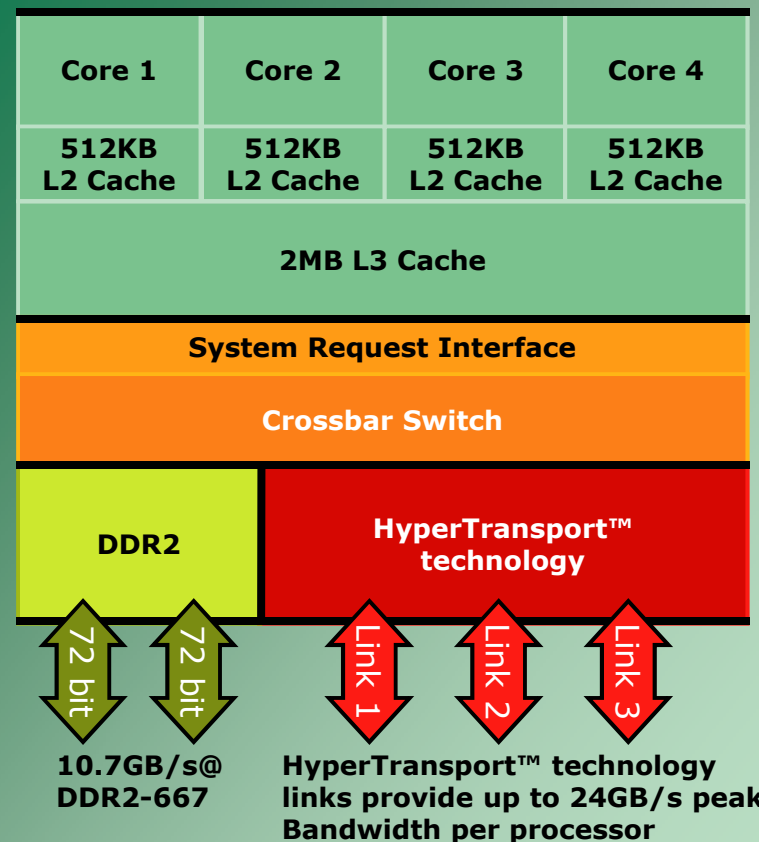 Core 1
Core 2
Core 3
Core 4
512KB
L2 Cache
512KB
L2 Cache
512KB
L2 Cache
512KB
L2 Cache
2MB L3 Cache
System Request Interface
Crossbar Switch
DDR2
HyperTransport™
technology
72 bit
72 bit
Link 1
Link 2
Link 3
10.7GB/s@
DDR2-667
HyperTransport™ technology
links provide up to 24GB/s peak
Bandwidth per processor